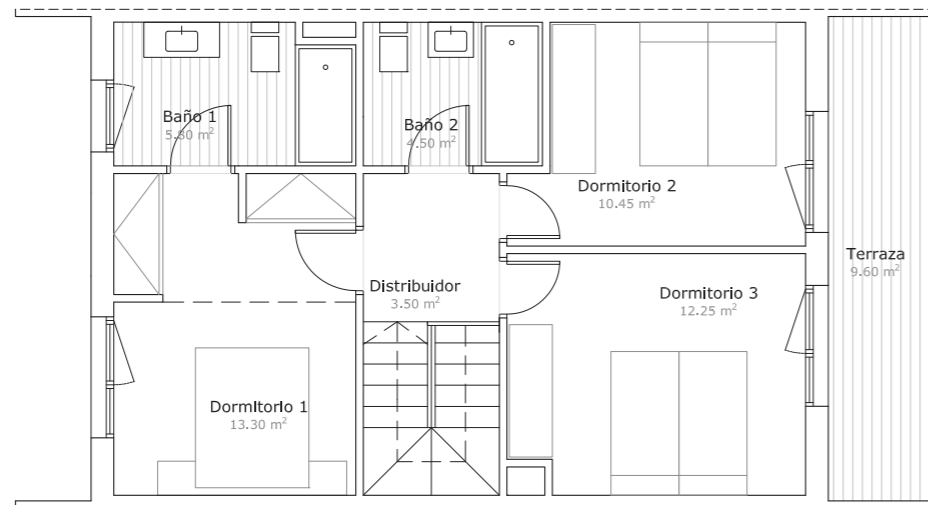 Baño 1
5.80 m²
Baño 2
4.50 m²
Dormitorio 2
10.45 m²
Terraza
9.60 m²
Distribuidor
3.50 m²
Dormitorio 3
12.25 m²
Dormitorio 1
13.30 m²